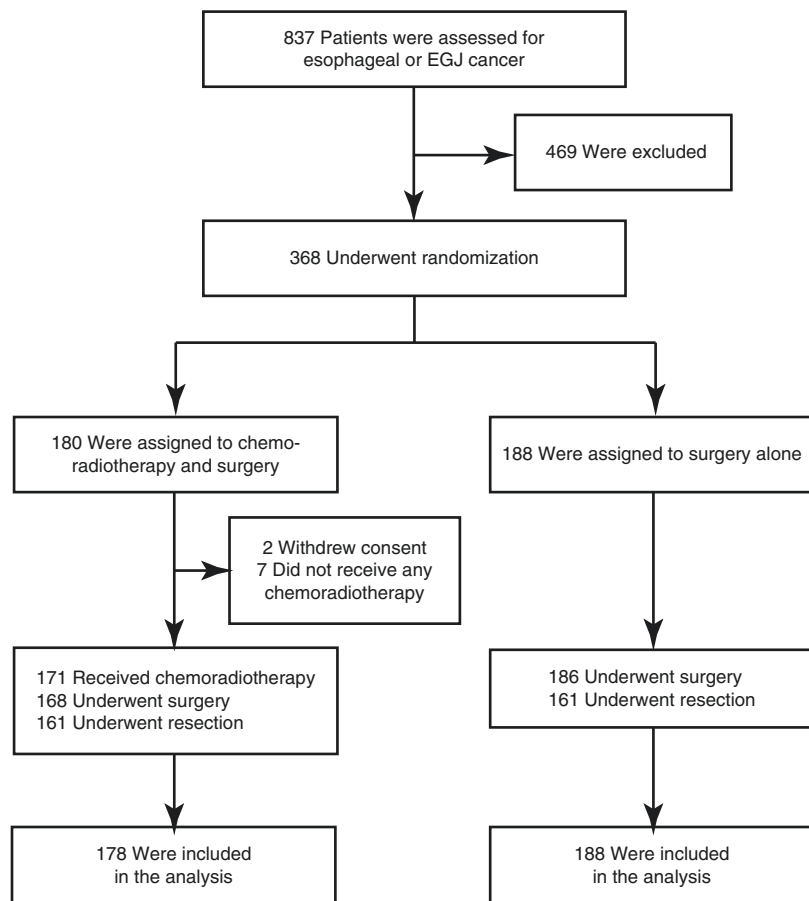 837 Patients were assessed for
esophageal or EGJ cancer
469 Were excluded
368 Underwent randomization
180 Were assigned to chemo-
radiotherapy and surgery
188 Were assigned to surgery alone
2 Withdrew consent
7 Did not receive any
chemoradiotherapy
171 Received chemoradiotherapy
168 Underwent surgery
161 Underwent resection
186 Underwent surgery
161 Underwent resection
178 Were included
in the analysis
188 Were included
in the analysis